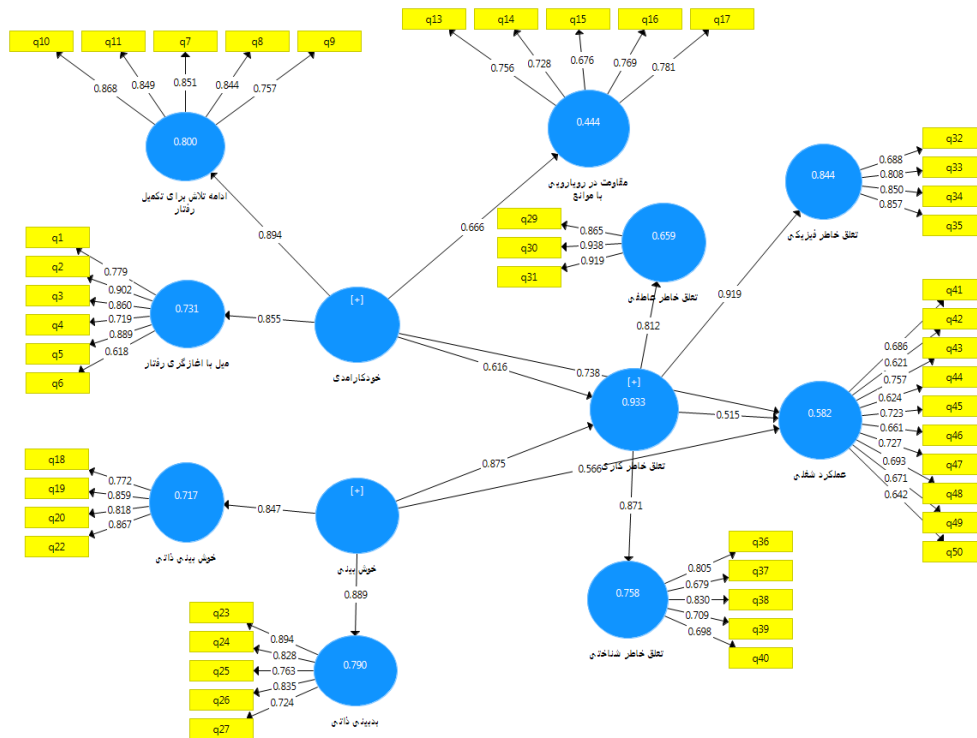 q10 q11 q7 q8 q9
0.868 0.849 0.851 0.844 0.757
0.800
ادامه تلاش برای تکمیل
رفتار
q13 q14 q15 q16 q17
0.756 0.728 0.676 0.769 0.781
0.444
مقاومت در رویارویی
با موانع
q32
q33
q34
q35
0.688
0.808
0.850
0.857
0.844
تعلق خاطر فیزیکی
q29
q30
q31
0.865
0.938
0.919
0.659
تعلق خاطر عاطفی
0.894
0.666
0.812
0.919
q1
q2
q3
q4
q5
q6
0.779
0.902
0.860
0.719
0.889
0.618
0.731
میل با اغازگری رفتار
0.855
[+]
خودکارامدی
0.616
0.738
[+]
0.933
تعلق خاطر کاری
0.515
0.875
0.566
0.871
q41
q42
q43
q44
q45
q46
q47
q48
q49
q50
0.686
0.621
0.757
0.624
0.723
0.661
0.727
0.693
0.671
0.642
0.582
عملکرد شغلی
q18
q19
q20
q22
0.772
0.859
0.818
0.867
0.717
خوش بینی ذاتی
0.847
[+]
خوش بینی
0.889
q23
q24
q25
q26
q27
0.894
0.828
0.763
0.835
0.724
0.790
بدبینی ذاتی
q36
q37
q38
q39
q40
0.805
0.679
0.830
0.709
0.698
0.758
تعلق خاطر شناختی